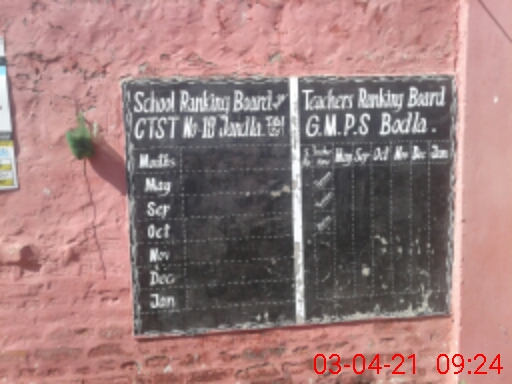 School Ranking Board
CTST No-18 Jandla
Months
May
Sep
Oct
Nov
Dec
Jan
Teachers Ranking Board
G.M.P.S Bodla.
May Sep Oct Nov Dec Jan
03-04-21 09:24